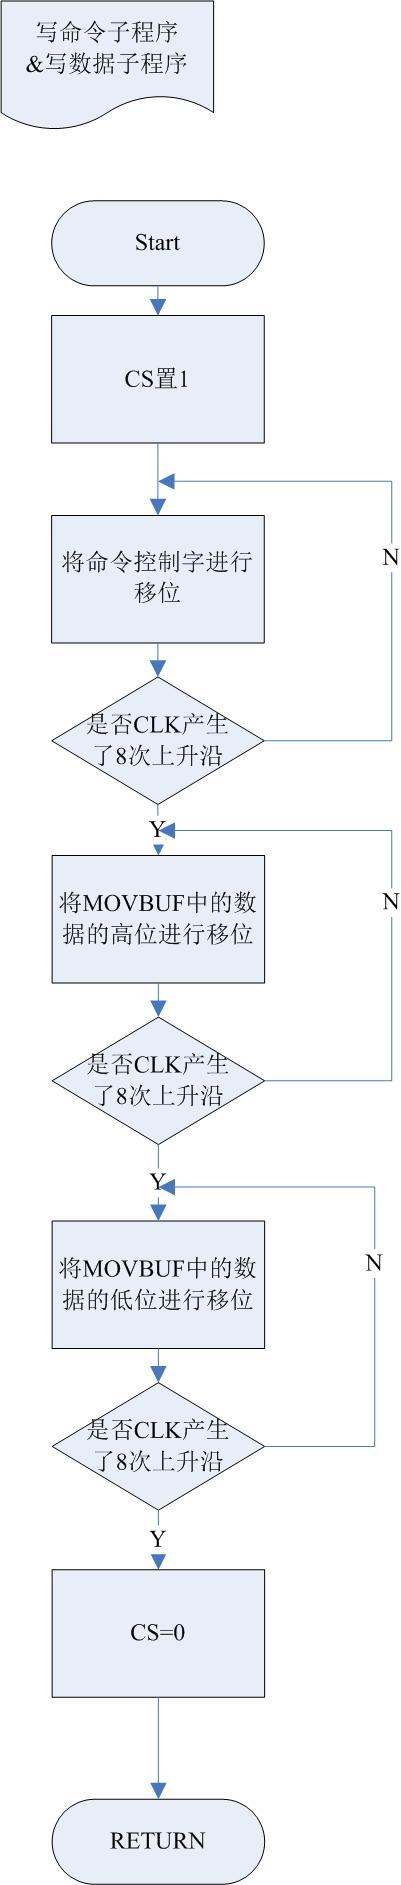 写命令子程序
&写数据子程序
Start
CS置1
将命令控制字进行
移位
N
是否CLK产生
了8次上升沿
Y
将MOVBUF中的数
据的高位进行移位
N
是否CLK产生
了8次上升沿
Y
将MOVBUF中的数
据的低位进行移位
N
是否CLK产生
了8次上升沿
Y
CS=0
RETURN